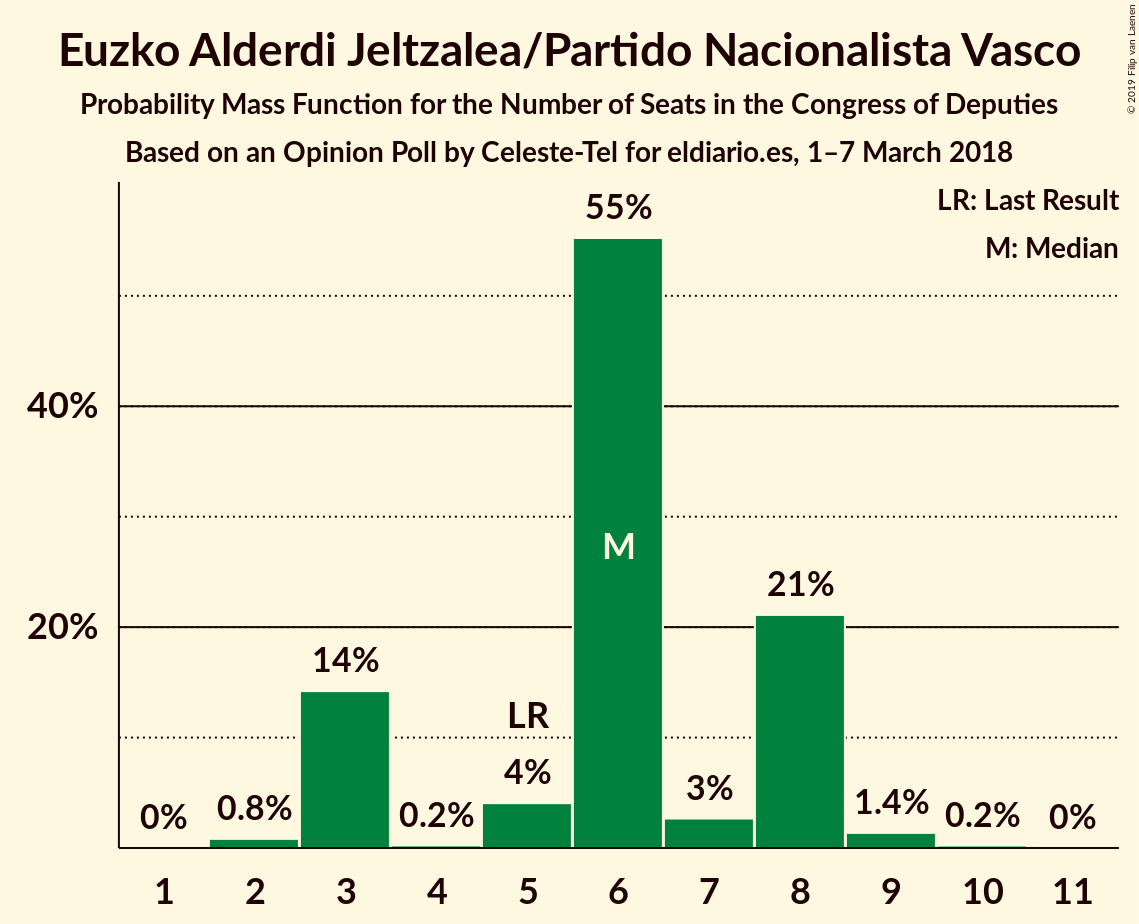 Euzko Alderdi Jeltzalea/Partido Nacionalista Vasco
Probability Mass Function for the Number of Seats in the Congress of Deputies
Based on an Opinion Poll by Celeste-Tel for eldiario.es, 1–7 March 2018
© 2019 Filip van Laenen
LR: Last Result
M: Median
40%
20%
0%
0.8%
14%
0.2%
LR
4%
55%
M
3%
21%
1.4%
0.2%
0%
1 2 3 4 5 6 7 8 9 10 11